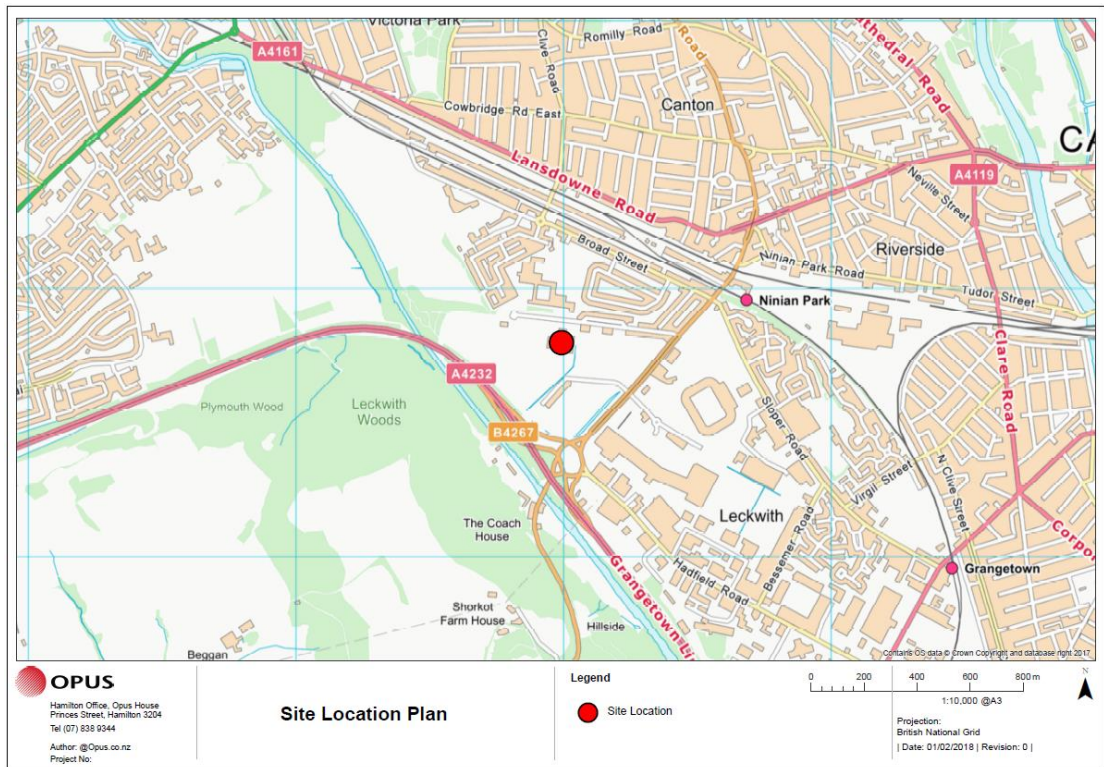 Victoria Park
A4161
Clive Road
Romilly Road
Road
Cathedral Road
Canton
Cowbridge Rd East
Lansdowne Road
CA
A4119
Neville Street
Riverside
Broad Street
Ninian Park Road
Ninian Park
Tudor Street
Clare Road
A4232
Plymouth Wood
Leckwith
Woods
B4267
Sloper Road
Virgil Street
N Clive Street
Leckwith
Bessemer Road
Corpo
The Coach
House
Grangetown Li
Hadfield Road
Grangetown
Shorkot
Farm House
Hillside
Beggan
Contains OS data © Crown Copyright and database right 2017
OPUS
Hamilton Office, Opus House
Princes Street, Hamilton 3204
Tel (07) 838 9344
Author: @Opus.co.nz
Project No:
Site Location Plan
Legend
Site Location
0 200 400 600 800 m
1:10,000 @A3
N
Projection:
British National Grid
| Date: 01/02/2018 | Revision: 0 |